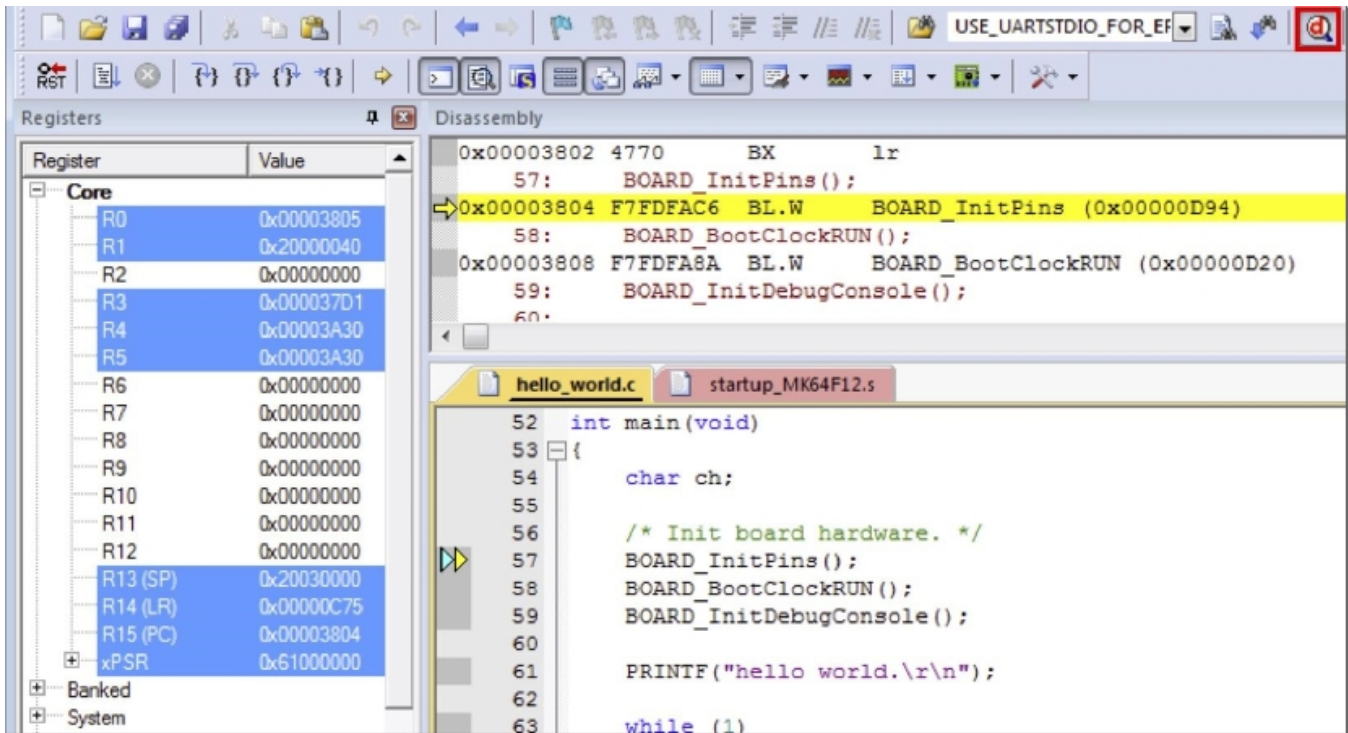 USE_UARTSTDIO_FOR_EF
RST
Registers
Register Value
Core
R0 0x00003805
R1 0x20000040
R2 0x00000000
R3 0x000037D1
R4 0x00003A30
R5 0x00003A30
R6 0x00000000
R7 0x00000000
R8 0x00000000
R9 0x00000000
R10 0x00000000
R11 0x00000000
R12 0x00000000
R13 (SP) 0x20030000
R14 (LR) 0x00000C75
R15 (PC) 0x00003804
xPSR 0x61000000
Banked
System
Disassembly
0x00003802 4770 BX lr
57: BOARD_InitPins();
0x00003804 F7FDFAC6 BL.W BOARD_InitPins (0x00000D94)
58: BOARD_BootClockRUN();
0x00003808 F7FDFA8A BL.W BOARD_BootClockRUN (0x00000D20)
59: BOARD_InitDebugConsole();
60:
hello_world.c startup_MK64F12.s
52 int main(void)
53 {
54 char ch;
55
56 /* Init board hardware. */
57 BOARD_InitPins();
58 BOARD_BootClockRUN();
59 BOARD_InitDebugConsole();
60
61 PRINTF("hello world.\r\n");
62
63 while (1)